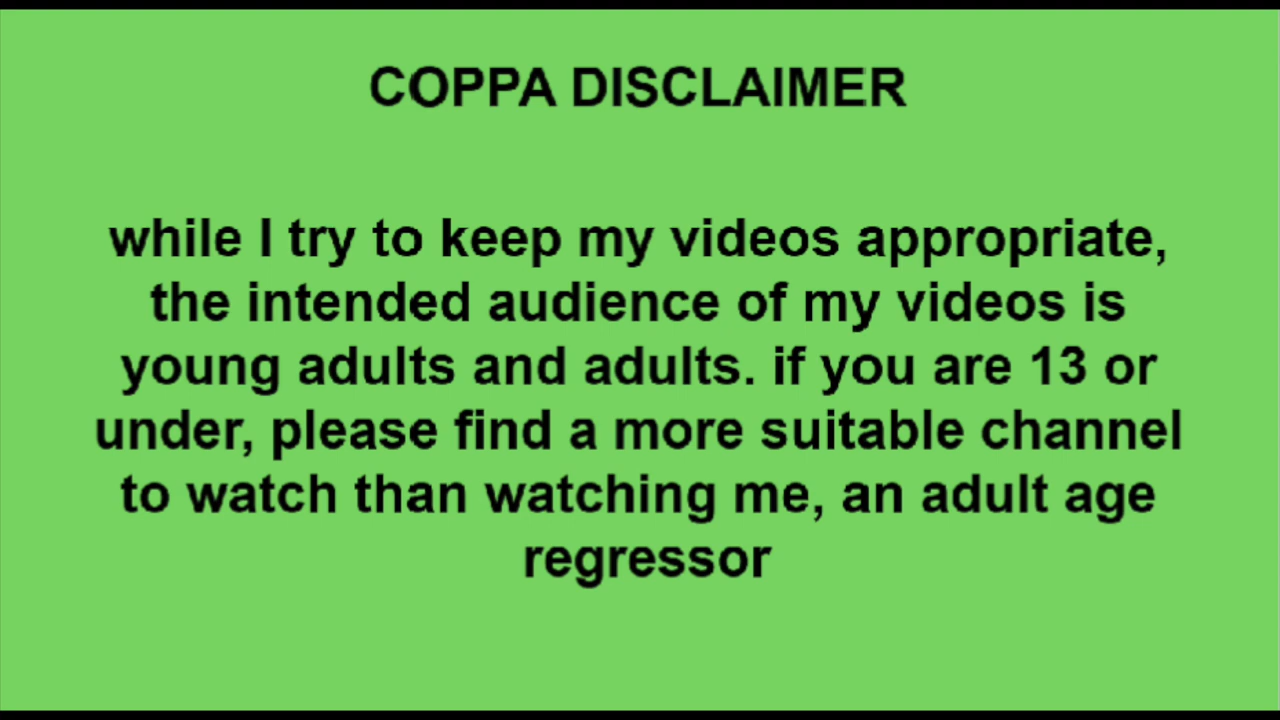 COPPA DISCLAIMER
while I try to keep my videos appropriate,
the intended audience of my videos is
young adults and adults. if you are 13 or
under, please find a more suitable channel
to watch than watching me, an adult age
regressor